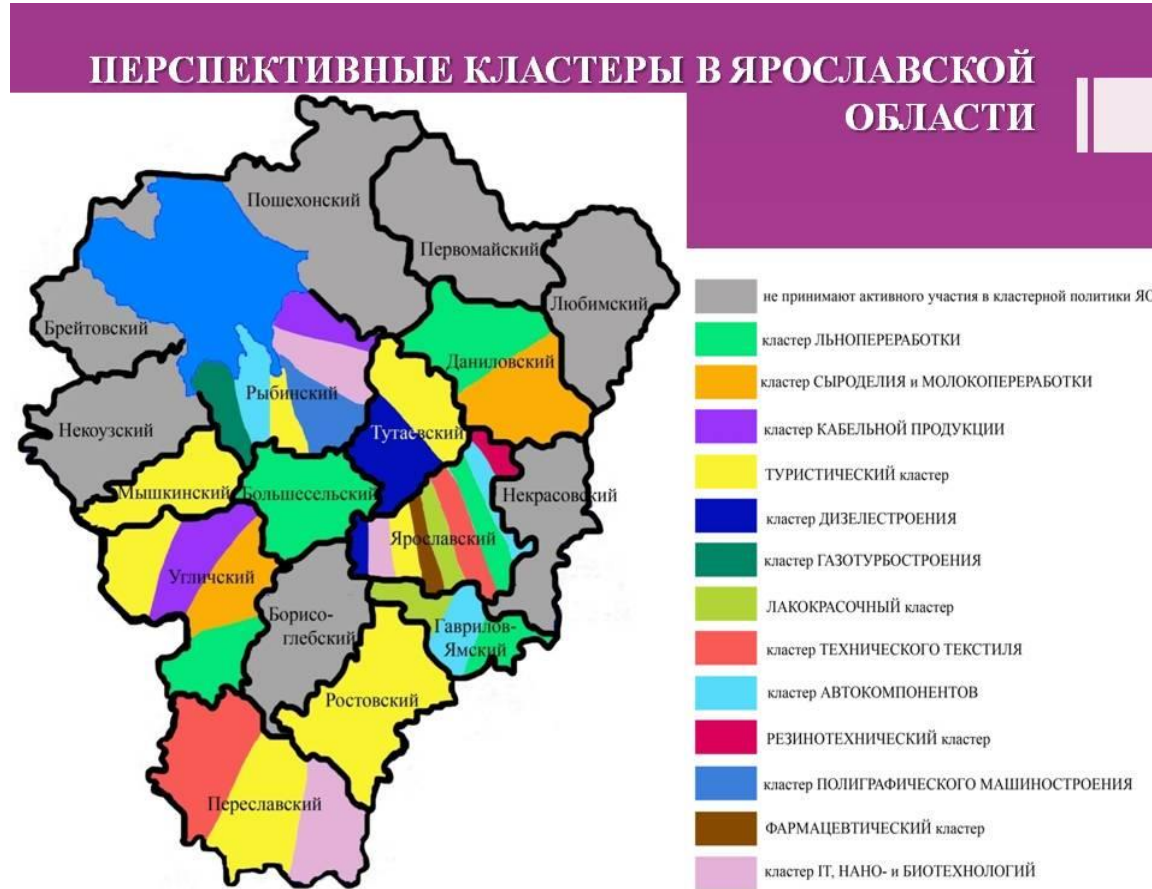 ПЕРСПЕКТИВНЫЕ КЛАСТЕРЫ В ЯРОСЛАВСКОЙ
ОБЛАСТИ
Пошехонский
Первомайский
Любимский
Брейтовский
Даниловский
Рыбинский
Некоузский
Тутаевский
Мышкинский
Большесельский
Некрасовский
Ярославский
Угличский
Борисо-
глебский
Гаврилов-
Ямский
Ростовский
Переславский
не принимают активного участия в кластерной политики ЯО
кластер ЛЬНОПЕРЕРАБОТКИ
кластер СЫРОДЕЛИЯ и МОЛОКОПЕРЕРАБОТКИ
кластер КАБЕЛЬНОЙ ПРОДУКЦИИ
ТУРИСТИЧЕСКИЙ кластер
кластер ДИЗЕЛЕСТРОЕНИЯ
кластер ГАЗОТУРБОСТРОЕНИЯ
ЛАКОКРАСОЧНЫЙ кластер
кластер ТЕХНИЧЕСКОГО ТЕКСТИЛЯ
кластер АВТОКОМПОНЕНТОВ
РЕЗИНОТЕХНИЧЕСКИЙ кластер
кластер ПОЛИГРАФИЧЕСКОГО МАШИНОСТРОЕНИЯ
ФАРМАЦЕВТИЧЕСКИЙ кластер
кластер IT, НАНО- и БИОТЕХНОЛОГИЙ